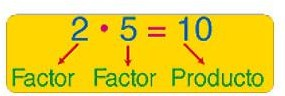 2 • 5 = 10
Factor Factor Producto